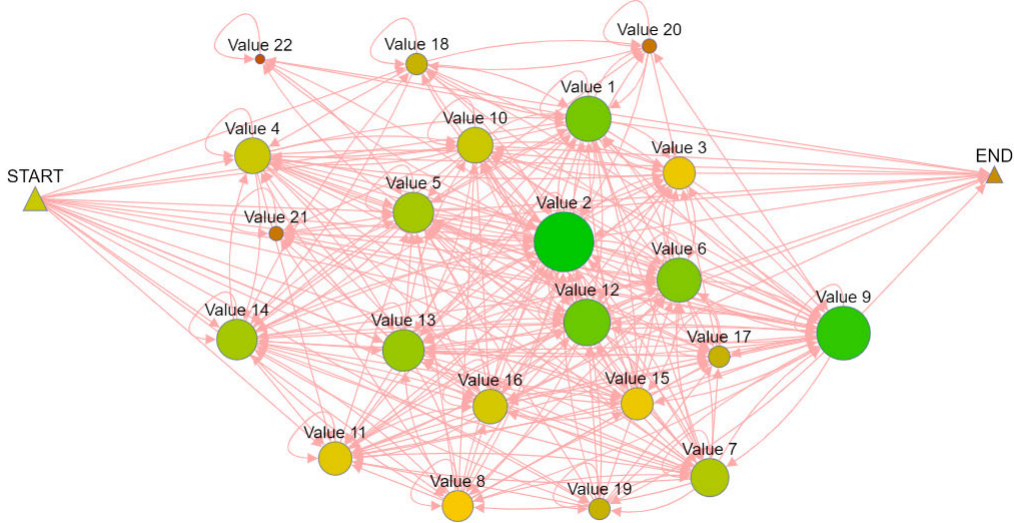 Value 22
Value 18
Value 20
Value 1
Value 10
Value 4
Value 3
START
END
Value 5
Value 2
Value 21
Value 6
Value 9
Value 12
Value 14
Value 13
Value 17
Value 16
Value 15
Value 11
Value 7
Value 8
Value 19